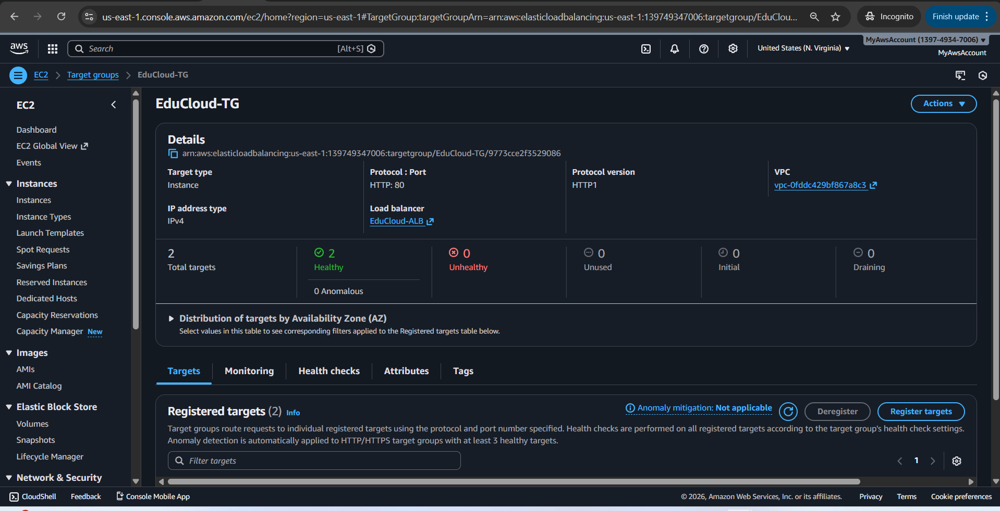 us-east-1.console.aws.amazon.com/ec2/home?region=us-east-1#TargetGroup:targetGroupArn=arn:aws:elasticloadbalancing:us-east-1:139749347006:targetgroup/EduClou...
Incognito
Finish update
aws
Search
[Alt+S]
United States (N. Virginia)
MyAwsAccount (1397-4934-7006)
MyAwsAccount
EC2
Target groups
EduCloud-TG
EC2
Dashboard
EC2 Global View
Events
Instances
Instances
Instance Types
Launch Templates
Spot Requests
Savings Plans
Reserved Instances
Dedicated Hosts
Capacity Reservations
Capacity Manager New
Images
AMIs
AMI Catalog
Elastic Block Store
Volumes
Snapshots
Lifecycle Manager
Network & Security
EduCloud-TG
Actions
Details
arn:aws:elasticloadbalancing:us-east-1:139749347006:targetgroup/EduCloud-TG/9773cce2f3529086
Target type
Instance
Protocol : Port
HTTP: 80
Protocol version
HTTP1
VPC
vpc-0fddc429bf867a8c3
IP address type
IPv4
Load balancer
EduCloud-ALB
2
Total targets
2
Healthy
0 Anomalous
0
Unhealthy
0
Unused
0
Initial
0
Draining
Distribution of targets by Availability Zone (AZ)
Select values in this table to see corresponding filters applied to the Registered targets table below.
Targets
Monitoring
Health checks
Attributes
Tags
Registered targets (2) Info
Anomaly mitigation: Not applicable
Deregister
Register targets
Target groups route requests to individual registered targets using the protocol and port number specified. Health checks are performed on all registered targets according to the target group's health check settings.
Anomaly detection is automatically applied to HTTP/HTTPS target groups with at least 3 healthy targets.
Filter targets
1
CloudShell
Feedback
Console Mobile App
© 2026, Amazon Web Services, Inc. or its affiliates.
Privacy
Terms
Cookie preferences